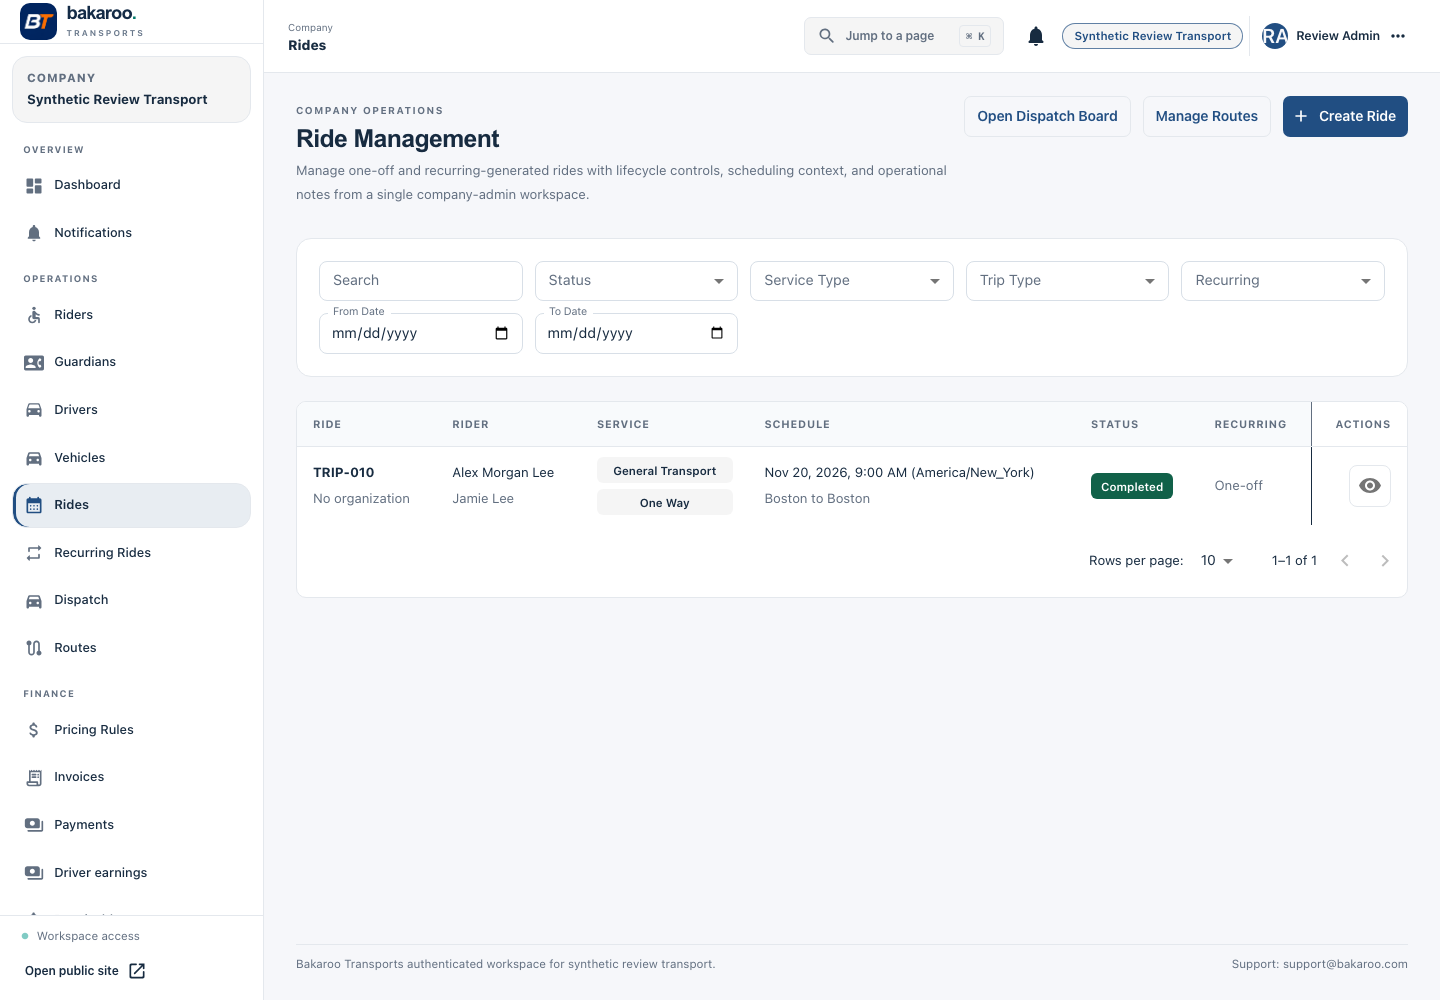 BT
bakaroo.
TRANSPORTS
COMPANY
Synthetic Review Transport
OVERVIEW
Dashboard
Notifications
OPERATIONS
Riders
Guardians
Drivers
Vehicles
Rides
Recurring Rides
Dispatch
Routes
FINANCE
Pricing Rules
Invoices
Payments
Driver earnings
Workspace access
Open public site
Company
Rides
Jump to a page
⌘ K
Synthetic Review Transport
RA
Review Admin
COMPANY OPERATIONS
Ride Management
Manage one-off and recurring-generated rides with lifecycle controls, scheduling context, and operational
notes from a single company-admin workspace.
Open Dispatch Board
Manage Routes
Create Ride
Search
Status
Service Type
Trip Type
Recurring
From Date
mm/dd/yyyy
To Date
mm/dd/yyyy
RIDE RIDER SERVICE SCHEDULE STATUS RECURRING ACTIONS
TRIP-010
No organization
Alex Morgan Lee
Jamie Lee
General Transport
One Way
Nov 20, 2026, 9:00 AM (America/New_York)
Boston to Boston
Completed
One-off
Rows per page: 10 1–1 of 1
Bakaroo Transports authenticated workspace for synthetic review transport.
Support: support@bakaroo.com